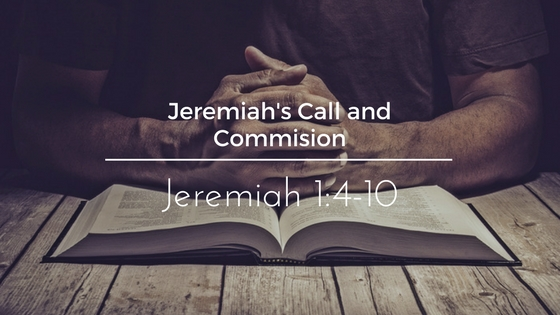 Jeremiah's Call and
Commision
Jeremiah 1:4-10